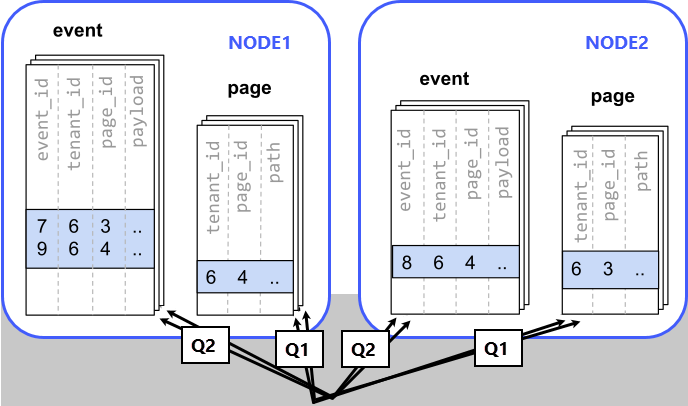 NODE1
event
event_id
tenant_id
page_id
payload
7 6 3 ..
9 6 4 ..
page
tenant_id
page_id
path
6 4 ..
NODE2
event
event_id
tenant_id
page_id
payload
8 6 4 ..
page
tenant_id
page_id
path
6 3 ..
Q2
Q1
Q2
Q1